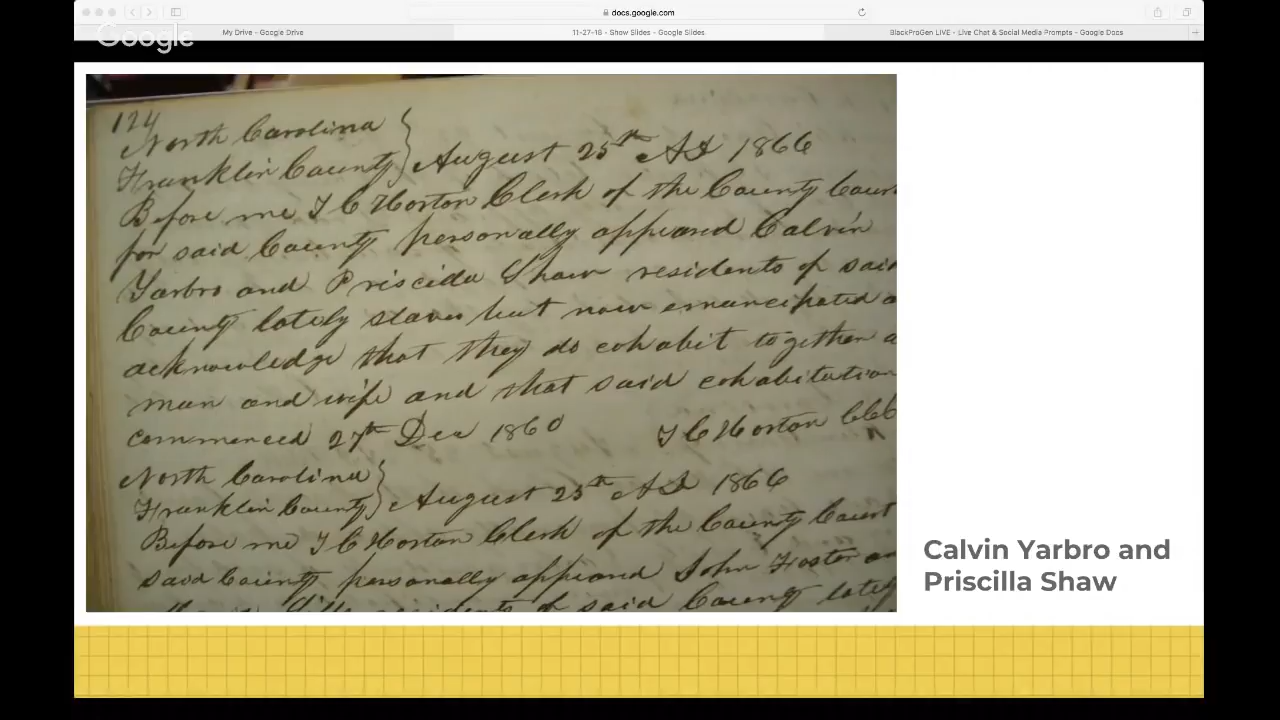 docs.google.com
Google
My Drive - Google Drive
11-27-16 - Show Slides - Google Slides
BlackProGen LIVE - Live Chat & Social Media Prompts - Google Docs
124
North Carolina
Franklin County } August 25th AD 1866
Before me T C Horton Clerk of the County Cour
for said County personally appeared Calvin
Yarbro and Priscilla Shaw residents of said
County lately slaves but now emancipated a
acknowledge that they do cohabit together a
man and wife and that said cohabitation
commenced 27th Dec 1860
T C Horton CCC
North Carolina
Franklin County } August 25th AD 1866
Before me T C Horton Clerk of the County Court
said County personally appeared John Foster an
residents of said County lately
Calvin Yarbro and
Priscilla Shaw